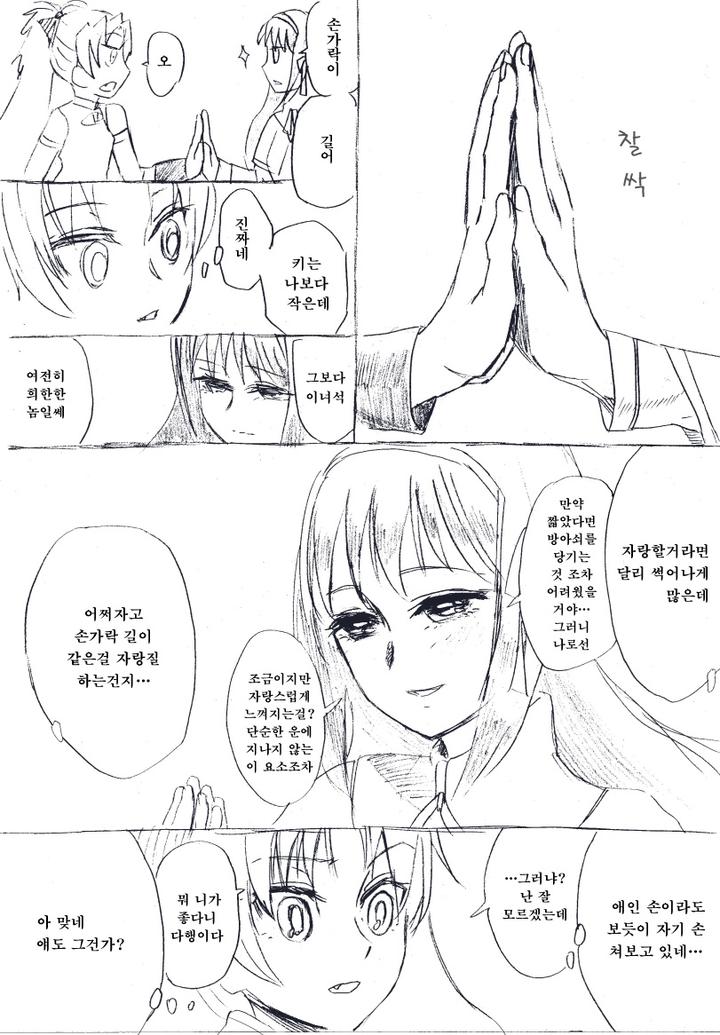 찰
싹
손가락이
길어
오
진짜네
키는
나보다
작은데
그보다
이녀석
여전히
희한한
놈일쎄
자랑할거라면
달리 썩어나게
많은데
만약
짧았다면
방아쇠를
당기는
것 조차
어려웠을
거야…
그러니
나로선
조금이지만
자랑스럽게
느껴지는걸?
단순한 운에
지나지 않는
이 요소조차
어쩌자고
손가락 길이
같은걸 자랑질
하는건지…
애인 손이라도
보듯이 자기 손
쳐보고 있네…
…그러냐?
난 잘
모르겠는데
뭐 니가
좋다니
다행이다
아 맞네
얘도 그건가?